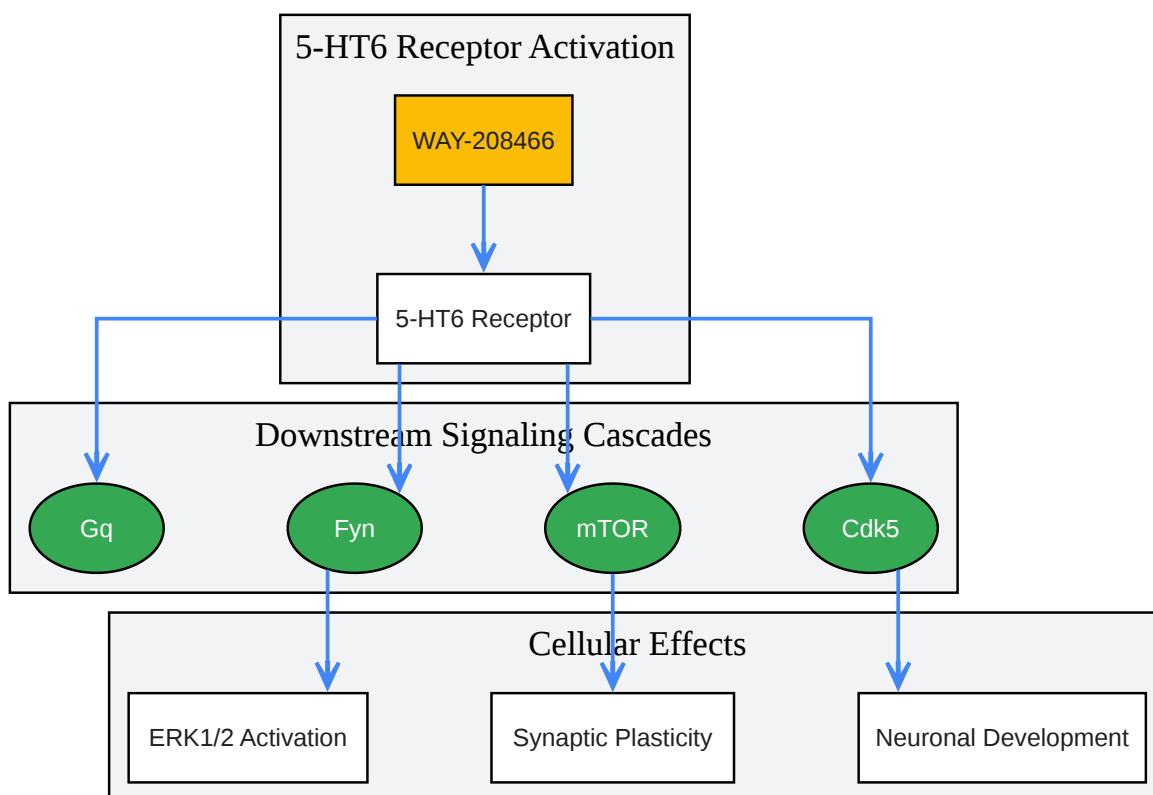 5-HT6 Receptor Activation
WAY-208466
5-HT6 Receptor
Downstream Signaling Cascades
Gq
Fyn
mTOR
Cdk5
Cellular Effects
ERK1/2 Activation
Synaptic Plasticity
Neuronal Development